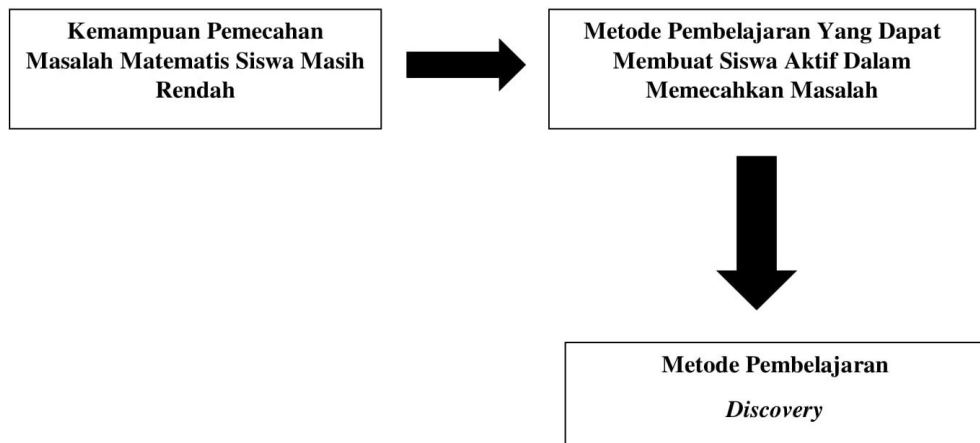 Kemampuan Pemecahan
Masalah Matematis Siswa Masih
Rendah
Metode Pembelajaran Yang Dapat
Membuat Siswa Aktif Dalam
Memecahkan Masalah
Metode Pembelajaran
Discovery